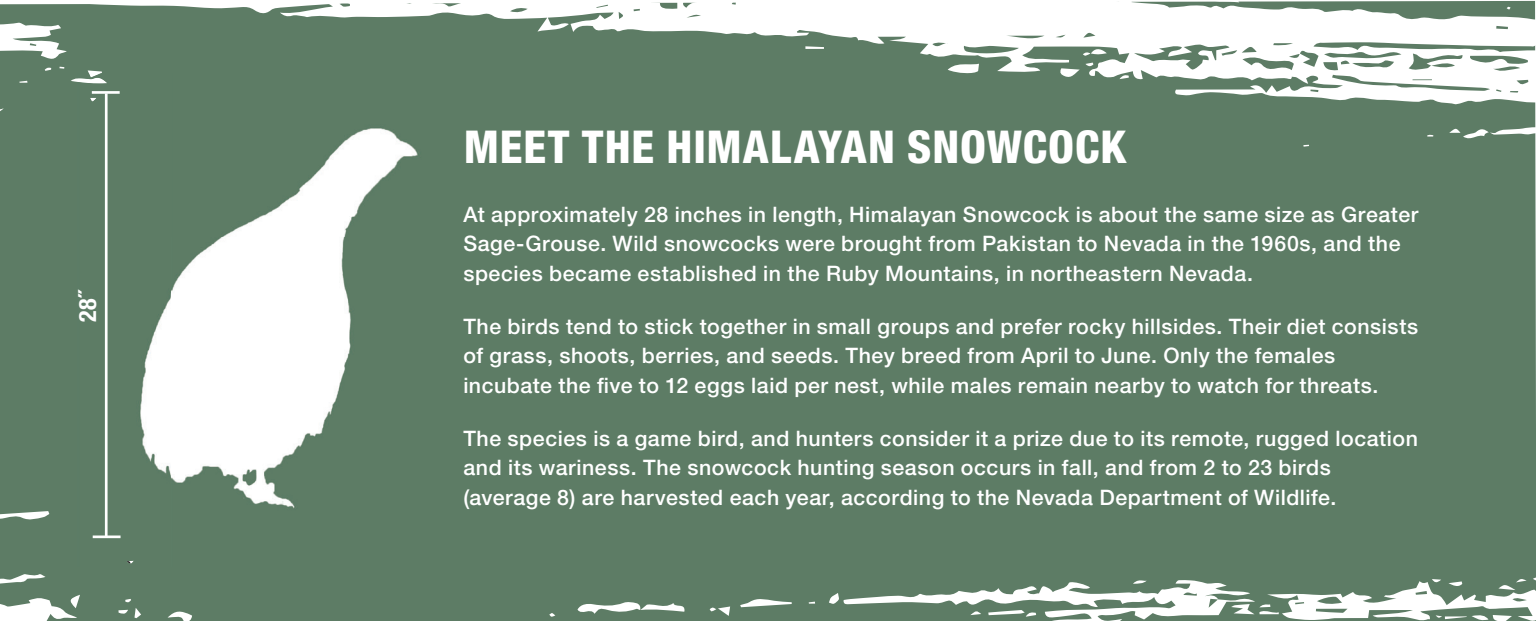 28″
MEET THE HIMALAYAN SNOWCOCK
At approximately 28 inches in length, Himalayan Snowcock is about the same size as Greater
Sage-Grouse. Wild snowcocks were brought from Pakistan to Nevada in the 1960s, and the
species became established in the Ruby Mountains, in northeastern Nevada.
The birds tend to stick together in small groups and prefer rocky hillsides. Their diet consists
of grass, shoots, berries, and seeds. They breed from April to June. Only the females
incubate the five to 12 eggs laid per nest, while males remain nearby to watch for threats.
The species is a game bird, and hunters consider it a prize due to its remote, rugged location
and its wariness. The snowcock hunting season occurs in fall, and from 2 to 23 birds
(average 8) are harvested each year, according to the Nevada Department of Wildlife.